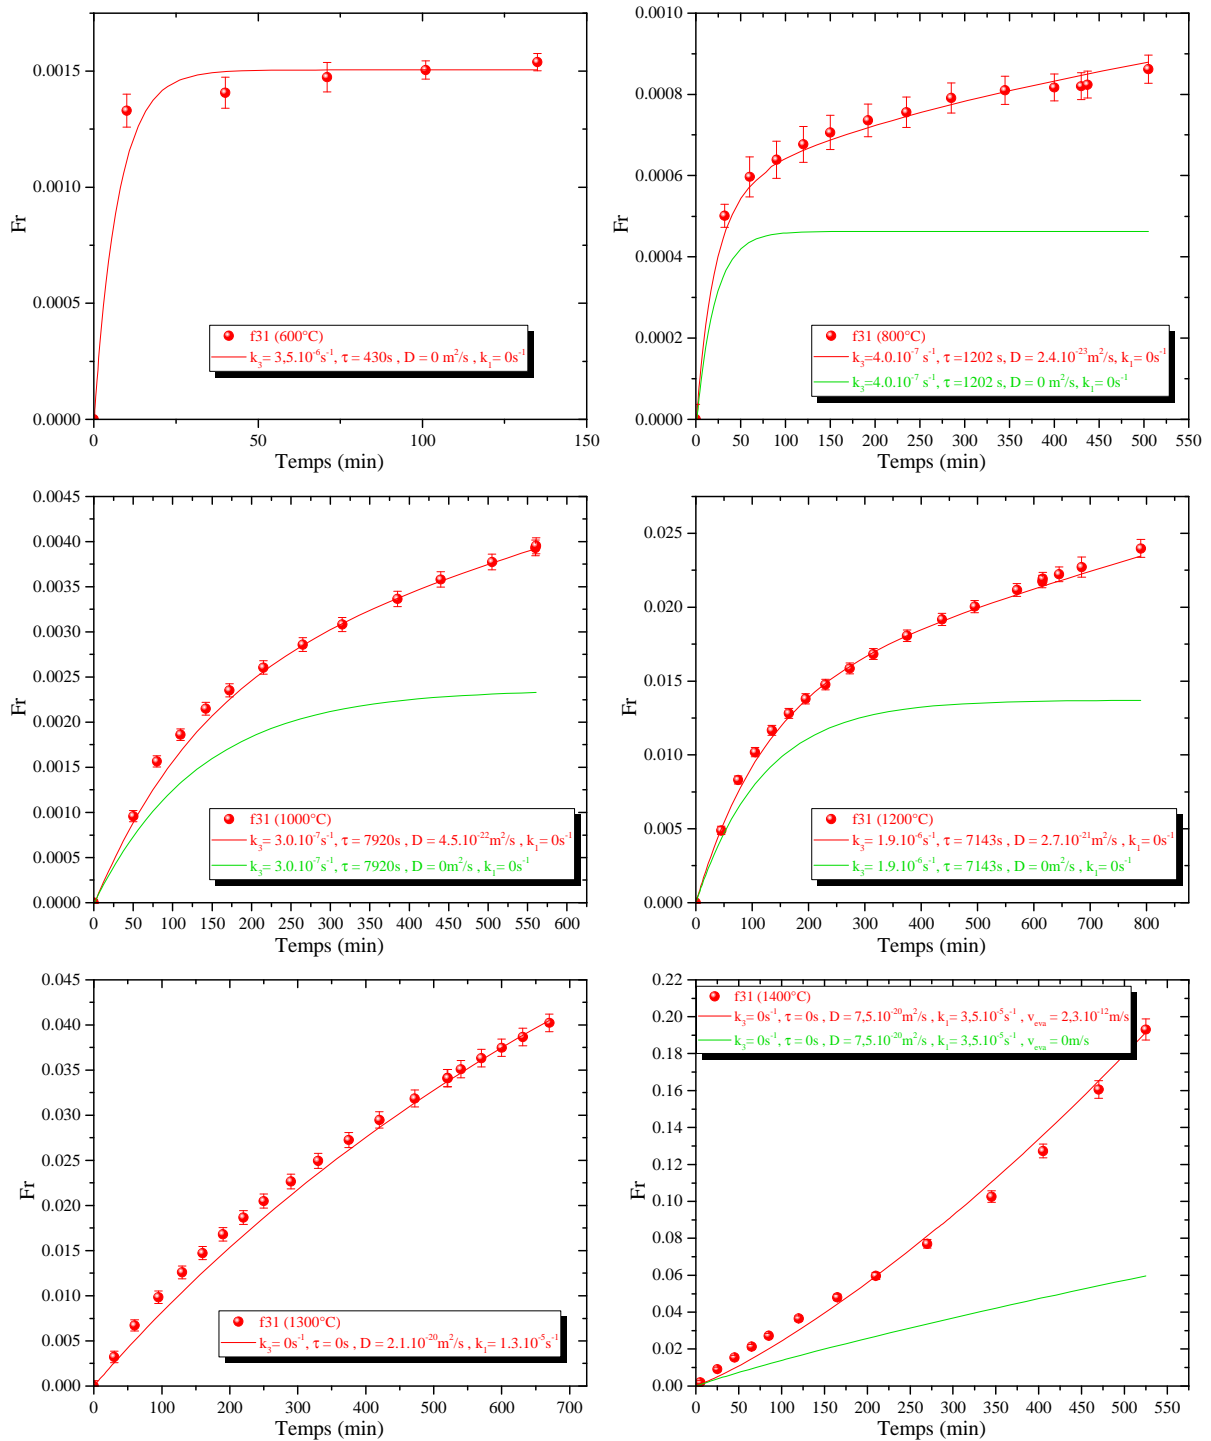 0.0015
0.0010
0.0005
0.0000
Fr
0
50
100
150
Temps (min)
f31 (600°C)
k₃= 3,5.10⁻⁶s⁻¹, τ = 430s , D = 0 m²/s , k₁= 0s⁻¹
0.0010
0.0008
0.0006
0.0004
0.0002
0.0000
Fr
0 50 100 150 200 250 300 350 400 450 500 550
Temps (min)
f31 (800°C)
k₃=4.0.10⁻⁷ s⁻¹, τ =1202 s, D = 2.4.10⁻²³m²/s, k₁= 0s⁻¹
k₃=4.0.10⁻⁷ s⁻¹, τ =1202 s, D = 0 m²/s, k₁= 0s⁻¹
0.0045
0.0040
0.0035
0.0030
0.0025
0.0020
0.0015
0.0010
0.0005
0.0000
Fr
0 50 100 150 200 250 300 350 400 450 500 550 600
Temps (min)
f31 (1000°C)
k₃= 3.0.10⁻⁷s⁻¹, τ = 7920s , D = 4.5.10⁻²²m²/s , k₁= 0s⁻¹
k₃= 3.0.10⁻⁷s⁻¹, τ = 7920s , D = 0m²/s , k₁= 0s⁻¹
0.025
0.020
0.015
0.010
0.005
0.000
Fr
0 100 200 300 400 500 600 700 800
Temps (min)
f31 (1200°C)
k₃= 1.9.10⁻⁶s⁻¹, τ = 7143s , D = 2.7.10⁻²¹m²/s , k₁= 0s⁻¹
k₃= 1.9.10⁻⁶s⁻¹, τ = 7143s , D = 0m²/s , k₁= 0s⁻¹
0.045
0.040
0.035
0.030
0.025
0.020
0.015
0.010
0.005
0.000
Fr
0 100 200 300 400 500 600 700
Temps (min)
f31 (1300°C)
k₃= 0s⁻¹, τ = 0s , D = 2.1.10⁻²⁰m²/s , k₁= 1.3.10⁻⁵s⁻¹
0.22
0.20
0.18
0.16
0.14
0.12
0.10
0.08
0.06
0.04
0.02
0.00
Fr
0 50 100 150 200 250 300 350 400 450 500 550
Temps (min)
f31 (1400°C)
k₃= 0s⁻¹, τ = 0s , D = 7,5.10⁻²⁰m²/s , k₁= 3,5.10⁻⁵s⁻¹ , vₑᵥₐ = 2,3.10⁻¹²m/s
k₃= 0s⁻¹, τ = 0s , D = 7,5.10⁻²⁰m²/s , k₁= 3,5.10⁻⁵s⁻¹ , vₑᵥₐ = 0m/s